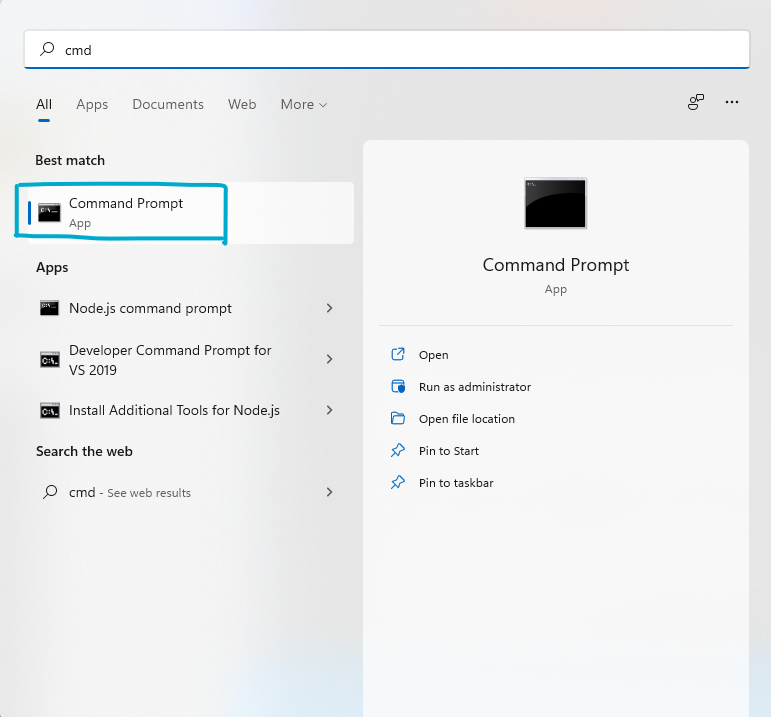 cmd
All Apps Documents Web More
Best match
Command Prompt
App
Apps
Node.js command prompt
Developer Command Prompt for
VS 2019
Install Additional Tools for Node.js
Search the web
cmd - See web results
Command Prompt
App
Open
Run as administrator
Open file location
Pin to Start
Pin to taskbar